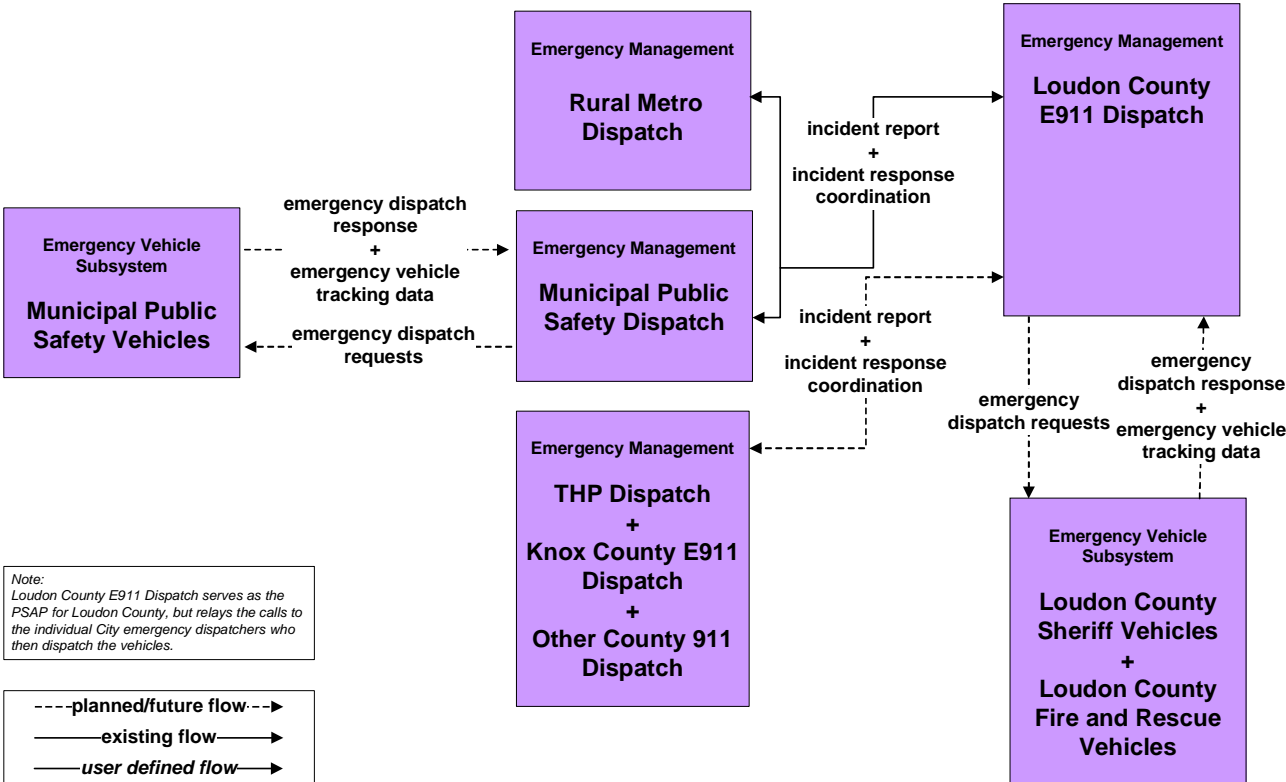 Emergency Management
Rural Metro
Dispatch
Emergency Management
Loudon County
E911 Dispatch
incident report
+
incident response
coordination
emergency dispatch
response
+
emergency vehicle
tracking data
emergency dispatch
requests
Emergency Vehicle
Subsystem
Municipal Public
Safety Vehicles
Emergency Management
Municipal Public
Safety Dispatch
incident report
+
incident response
coordination
emergency
dispatch requests
emergency
dispatch response
+
emergency vehicle
tracking data
Emergency Management
THP Dispatch
+
Knox County E911
Dispatch
+
Other County 911
Dispatch
Emergency Vehicle
Subsystem
Loudon County
Sheriff Vehicles
+
Loudon County
Fire and Rescue
Vehicles
Note:
Loudon County E911 Dispatch serves as the
PSAP for Loudon County, but relays the calls to
the individual City emergency dispatchers who
then dispatch the vehicles.
planned/future flow
existing flow
user defined flow